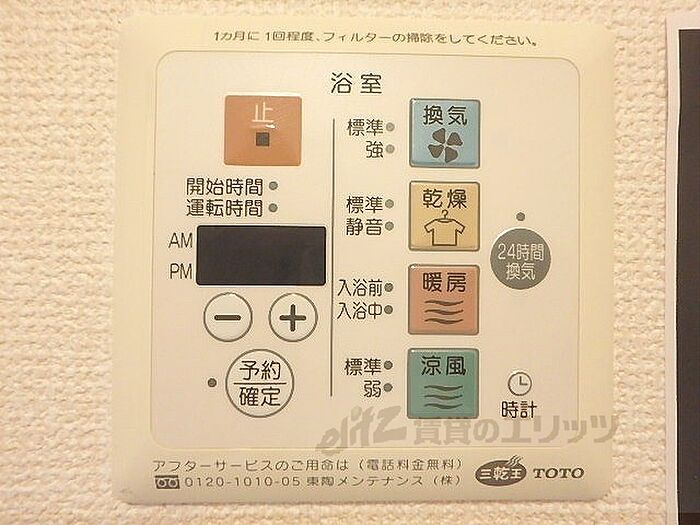 1カ月に1回程度、フィルターの掃除をしてください。
浴室
止
開始時間
運転時間
AM
PM
予約
確定
標準
強
換気
標準
静音
乾燥
入浴前
入浴中
暖房
標準
弱
涼風
24時間
換気
時計
elitz 賃貸のエリッツ
アフターサービスのご用命は（電話料金無料）
0120-1010-05 東陶メンテナンス（株）
三乾王 TOTO